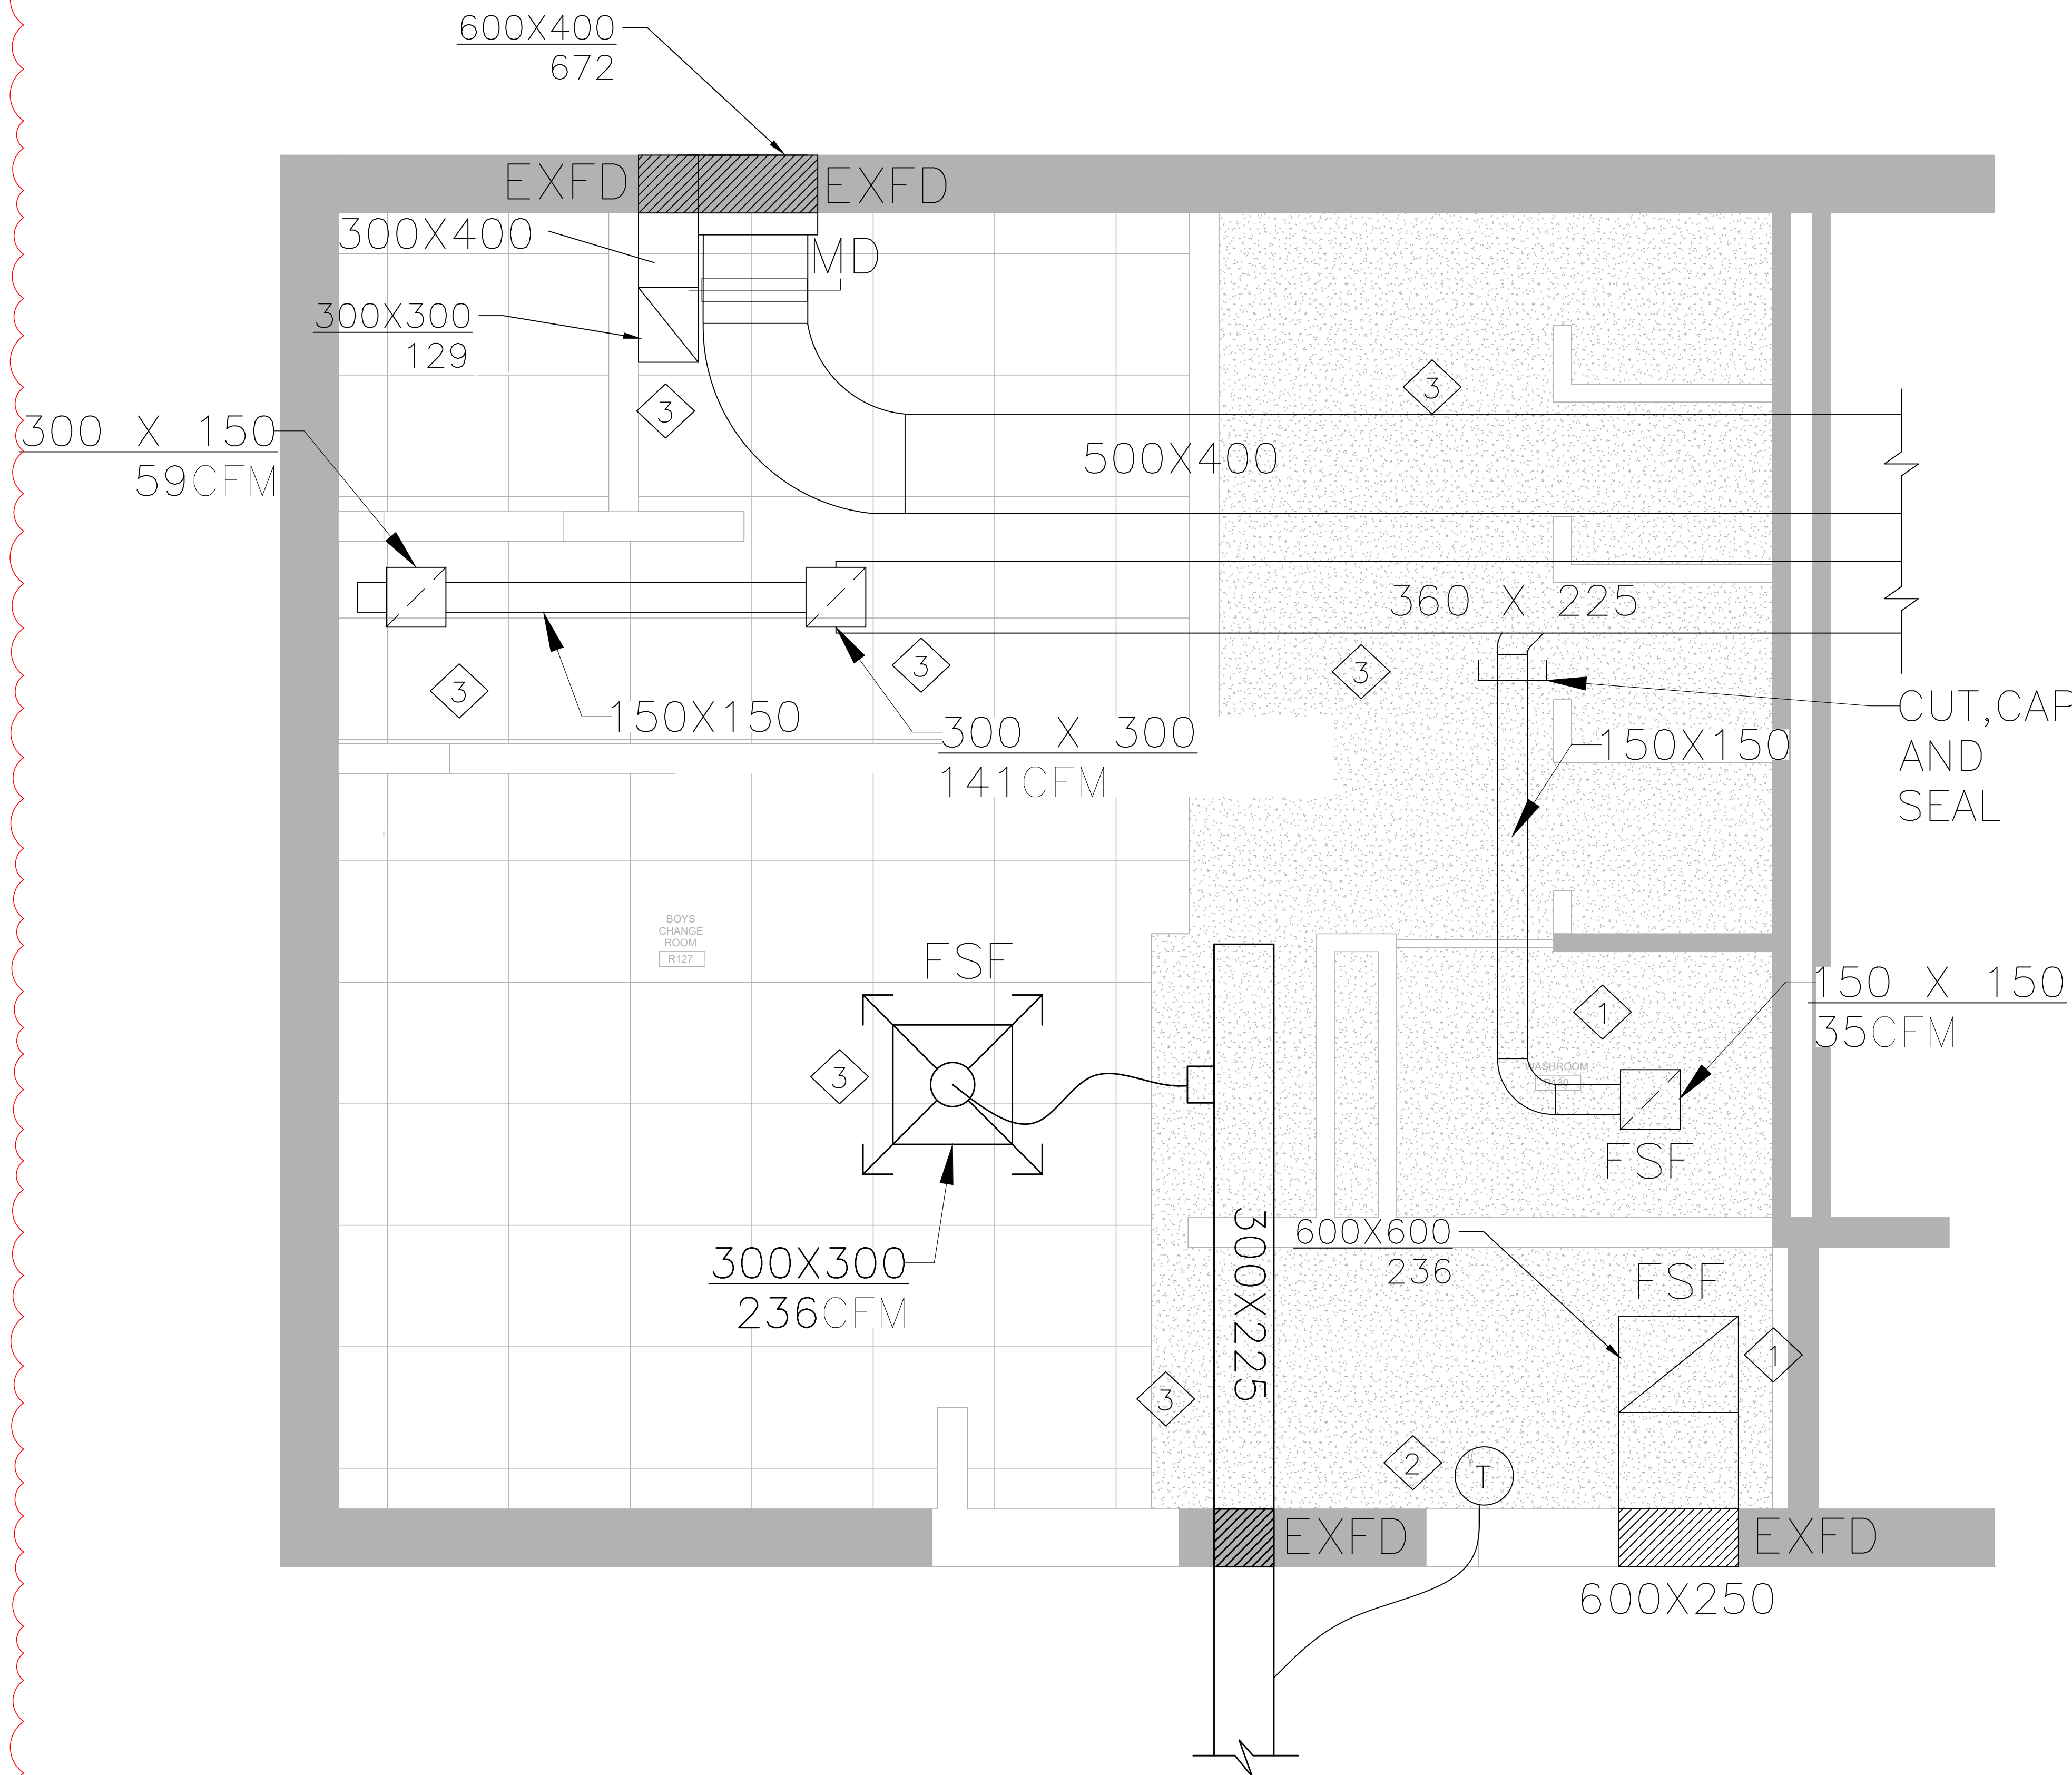 600X400
672
EXFD
EXFD
300X400
MD
300X300
129
3
3
300 X 150
59CFM
500X400
360 X 225
3
3
3
150X150
300 X 300
141CFM
CUT,CAP
AND
SEAL
150X150
BOYS
CHANGE
ROOM
R127
FSF
150 X 150
35CFM
1
3
WASHROOM
FSF
300X300
236CFM
300X225
600X600
236
FSF
1
3
2
T
EXFD
EXFD
600X250